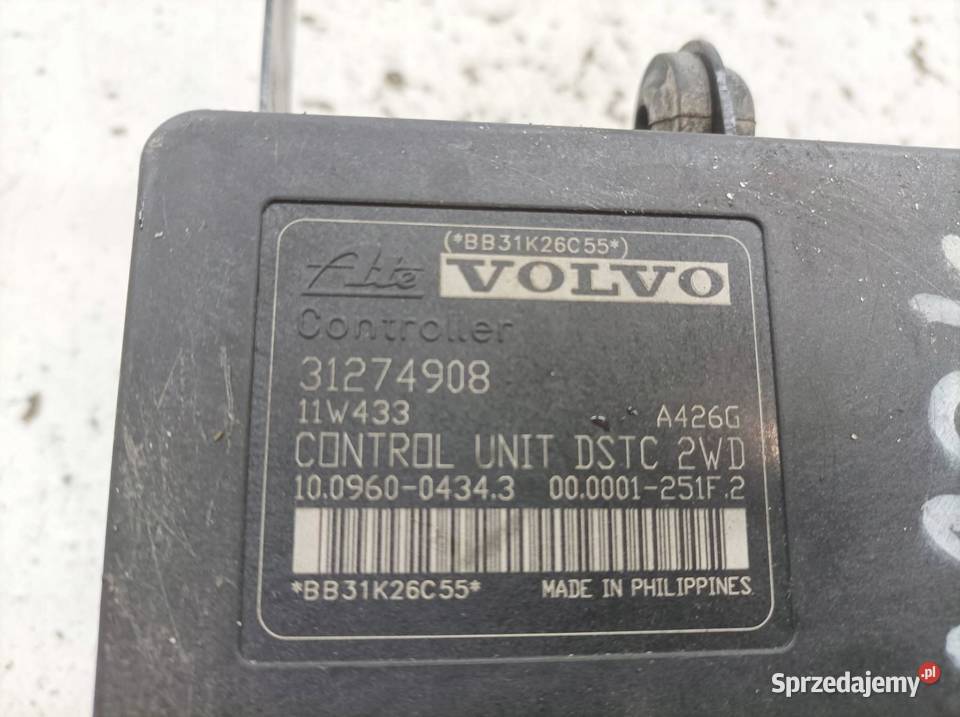 (*BB31K26C55*)
Ate VOLVO
Controller
31274908
11W433 A426G
CONTROL UNIT DSTC 2WD
10.0960-0434.3 00.0001-251F.2
*BB31K26C55* MADE IN PHILIPPINES
Sprzedajemy.pl